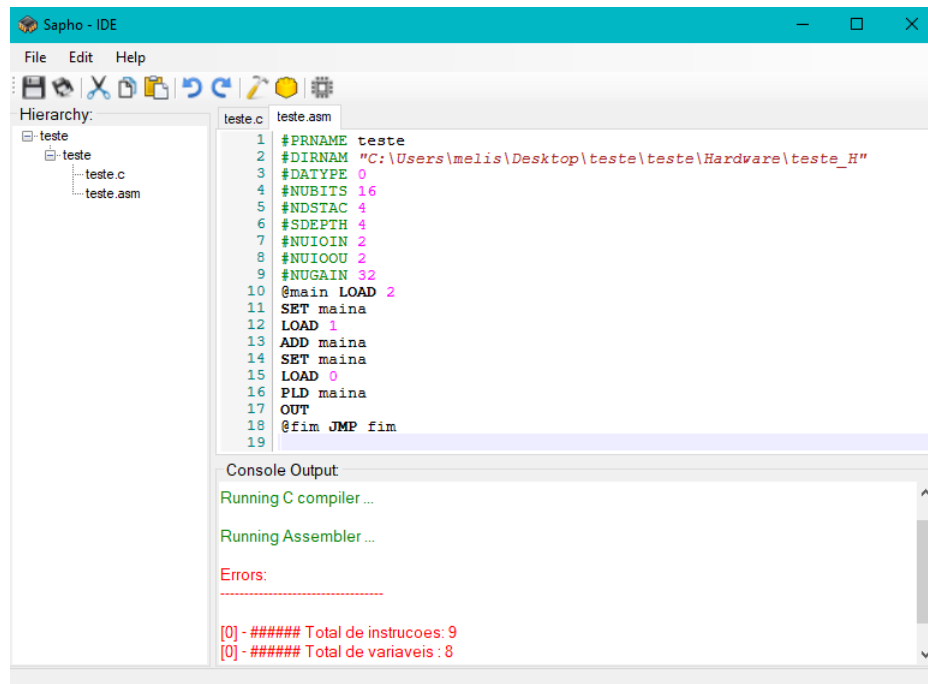 Sapho - IDE
File Edit Help
Hierarchy:
teste
teste
teste.c
teste.asm
teste.c teste.asm
1 #PRNAME teste
2 #DIRNAM "C:\Users\melis\Desktop\teste\teste\Hardware\teste_H"
3 #DATYPE 0
4 #NUBITS 16
5 #NDSTAC 4
6 #SDEPTH 4
7 #NUIOIN 2
8 #NUIOOU 2
9 #NUGAIN 32
10 @main LOAD 2
11 SET maina
12 LOAD 1
13 ADD maina
14 SET maina
15 LOAD 0
16 PLD maina
17 OUT
18 @fim JMP fim
19
Console Output:
Running C compiler ...
Running Assembler ...
Errors:
----------------------------------
[0] - ###### Total de instrucoes: 9
[0] - ###### Total de variaveis : 8